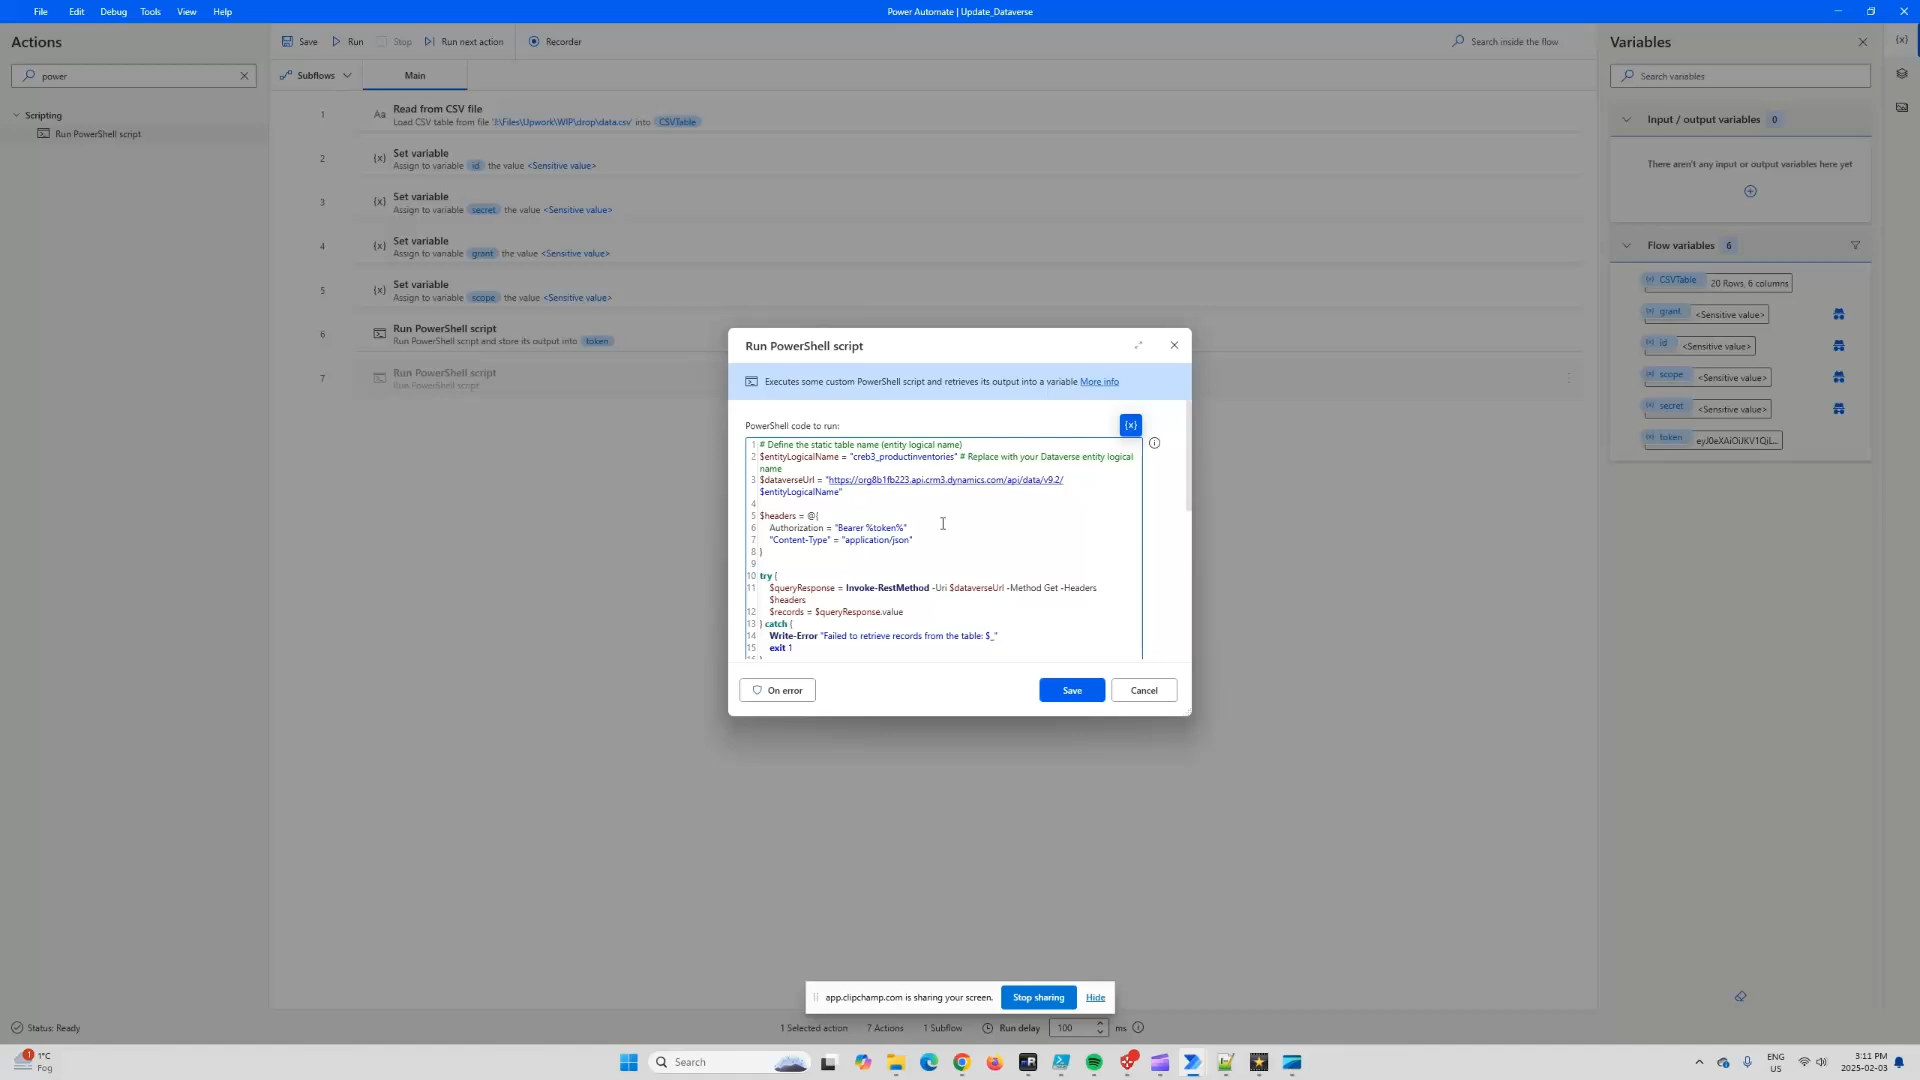 File Edit Debug Tools View Help
Power Automate | Update_Dataverse
Actions
power
Scripting
Run PowerShell script
Save Run Stop Run next action Recorder
Search inside the flow
Subflows
Main
1 Read from CSV file
Load CSV table from file 'J:\Files\Upwork\WIP\drop\data.csv' into CSVTable
2 Set variable
Assign to variable id the value <Sensitive value>
3 Set variable
Assign to variable secret the value <Sensitive value>
4 Set variable
Assign to variable grant the value <Sensitive value>
5 Set variable
Assign to variable scope the value <Sensitive value>
6 Run PowerShell script
Run PowerShell script and store its output into token
7 Run PowerShell script
Run PowerShell script
Run PowerShell script
Executes some custom PowerShell script and retrieves its output into a variable More info
PowerShell code to run:
{x}
1 # Define the static table name (entity logical name)
2 $entityLogicalName = "creb3_productinventories" # Replace with your Dataverse entity logical
name
3 $dataverseUrl = "https://org8b1fb223.api.crm3.dynamics.com/api/data/v9.2/
$entityLogicalName"
4
5 $headers = @{
6 Authorization = "Bearer %token%"
7 "Content-Type" = "application/json"
8 }
9
10 try {
11 $queryResponse = Invoke-RestMethod -Uri $dataverseUrl -Method Get -Headers
$headers
12 $records = $queryResponse.value
13 } catch {
14 Write-Error "Failed to retrieve records from the table: $_"
15 exit 1
On error
Save
Cancel
Variables
Search variables
Input / output variables 0
There aren't any input or output variables here yet
Flow variables 6
CSVTable 20 Rows, 6 columns
grant <Sensitive value>
id <Sensitive value>
scope <Sensitive value>
secret <Sensitive value>
token eyJ0eXAiOiJKV1QiL...
app.clipchamp.com is sharing your screen. Stop sharing Hide
Status: Ready
1 Selected action 7 Actions 1 Subflow Run delay 100 ms
1°C
Fog
Search
ENG
US
3:11 PM
2025-02-03